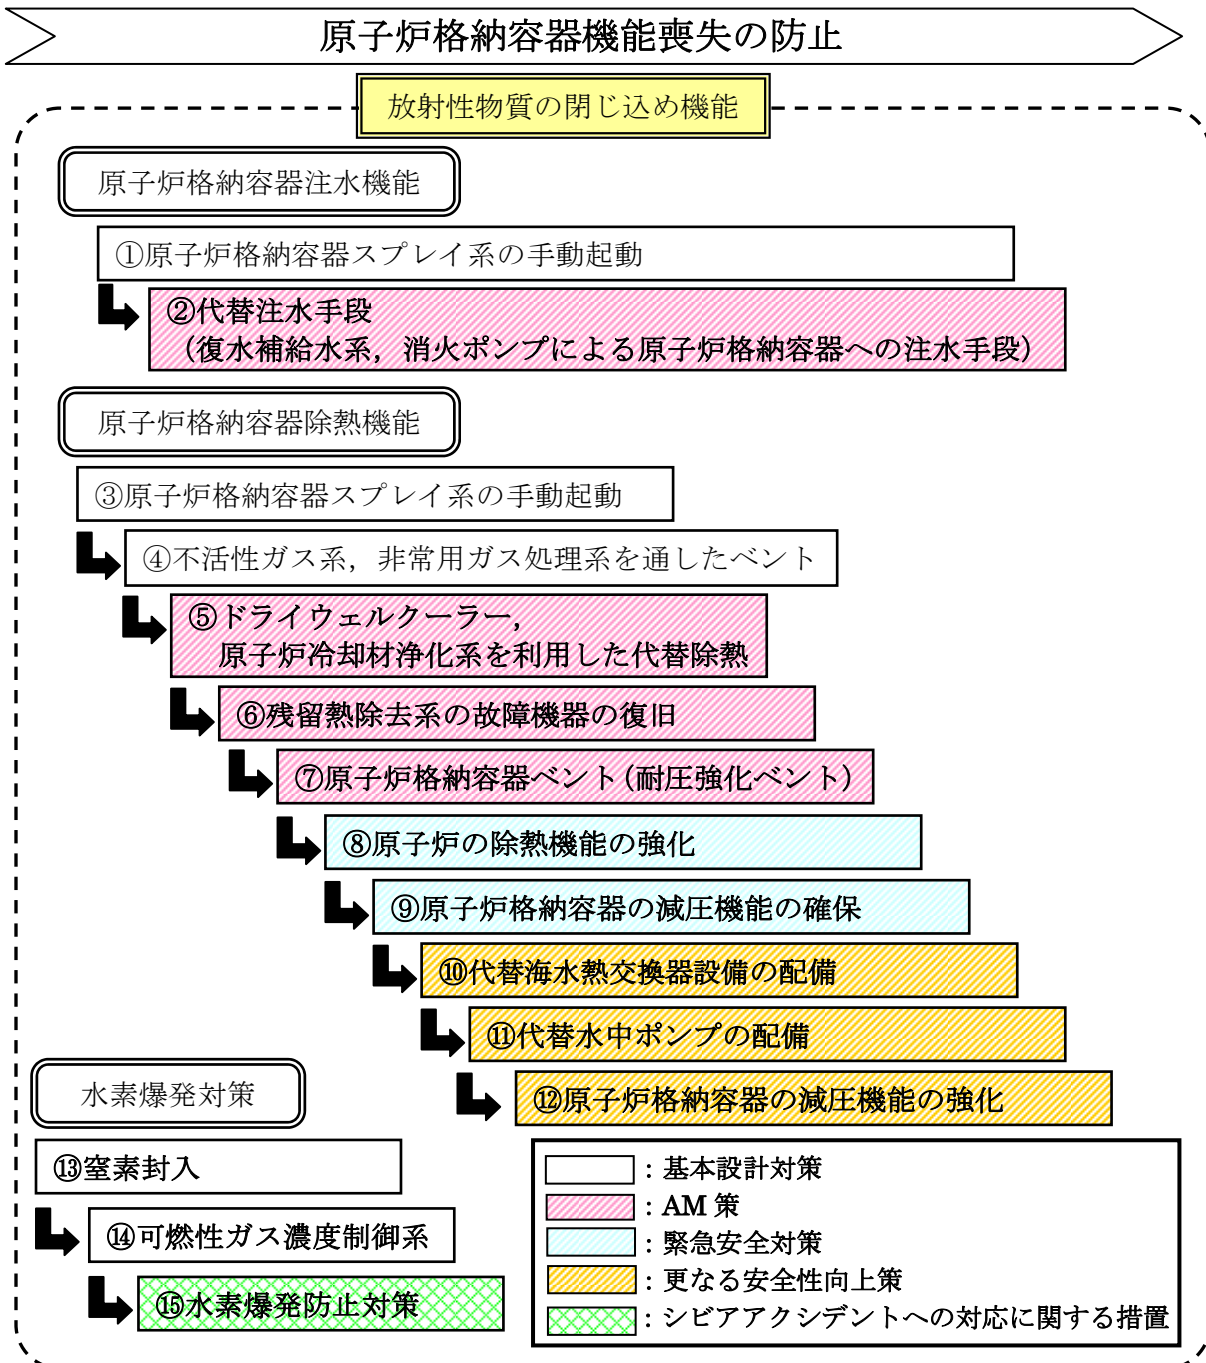 原子炉格納容器機能喪失の防止
放射性物質の閉じ込め機能
原子炉格納容器注水機能
①原子炉格納容器スプレイ系の手動起動
②代替注水手段
（復水補給水系，消火ポンプによる原子炉格納容器への注水手段）
原子炉格納容器除熱機能
③原子炉格納容器スプレイ系の手動起動
④不活性ガス系，非常用ガス処理系を通したベント
⑤ドライウェルクーラー，
原子炉冷却材浄化系を利用した代替除熱
⑥残留熱除去系の故障機器の復旧
⑦原子炉格納容器ベント（耐圧強化ベント）
⑧原子炉の除熱機能の強化
⑨原子炉格納容器の減圧機能の確保
⑩代替海水熱交換器設備の配備
⑪代替水中ポンプの配備
⑫原子炉格納容器の減圧機能の強化
水素爆発対策
⑬窒素封入
⑭可燃性ガス濃度制御系
⑮水素爆発防止対策
：基本設計対策
：AM 策
：緊急安全対策
：更なる安全性向上策
：シビアアクシデントへの対応に関する措置